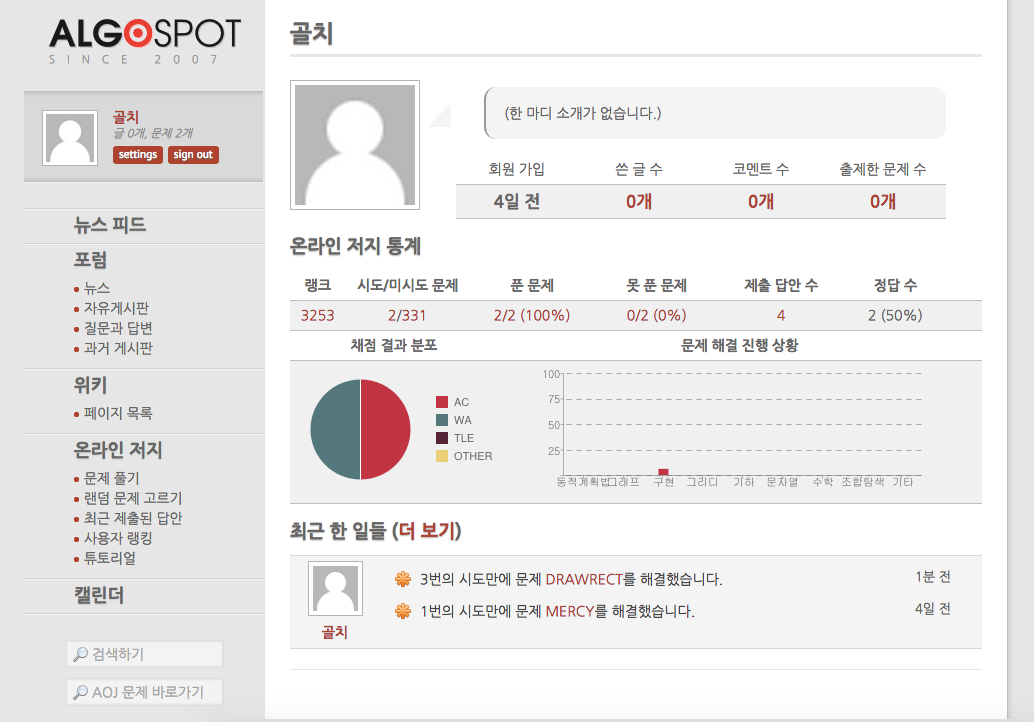 ALGOSPOT
SINCE 2007
골치
글 0개, 문제 2개
settings sign out
뉴스 피드
포럼
뉴스
자유게시판
질문과 답변
과거 게시판
위키
페이지 목록
온라인 저지
문제 풀기
랜덤 문제 고르기
최근 제출된 답안
사용자 랭킹
튜토리얼
캘린더
검색하기
AOJ 문제 바로가기
골치
(한 마디 소개가 없습니다.)
회원 가입 쓴 글 수 코멘트 수 출제한 문제 수
4일 전 0개 0개 0개
온라인 저지 통계
랭크 시도/미시도 문제 푼 문제 못 푼 문제 제출 답안 수 정답 수
3253 2/331 2/2 (100%) 0/2 (0%) 4 2 (50%)
채점 결과 분포 문제 해결 진행 상황
AC
WA
TLE
OTHER
100
75
50
25
동적계획법 그래프 구현 그리디 기하 문자열 수학 조합탐색 기타
최근 한 일들 (더 보기)
골치
3번의 시도만에 문제 DRAWRECT를 해결했습니다. 1분 전
1번의 시도만에 문제 MERCY를 해결했습니다. 4일 전